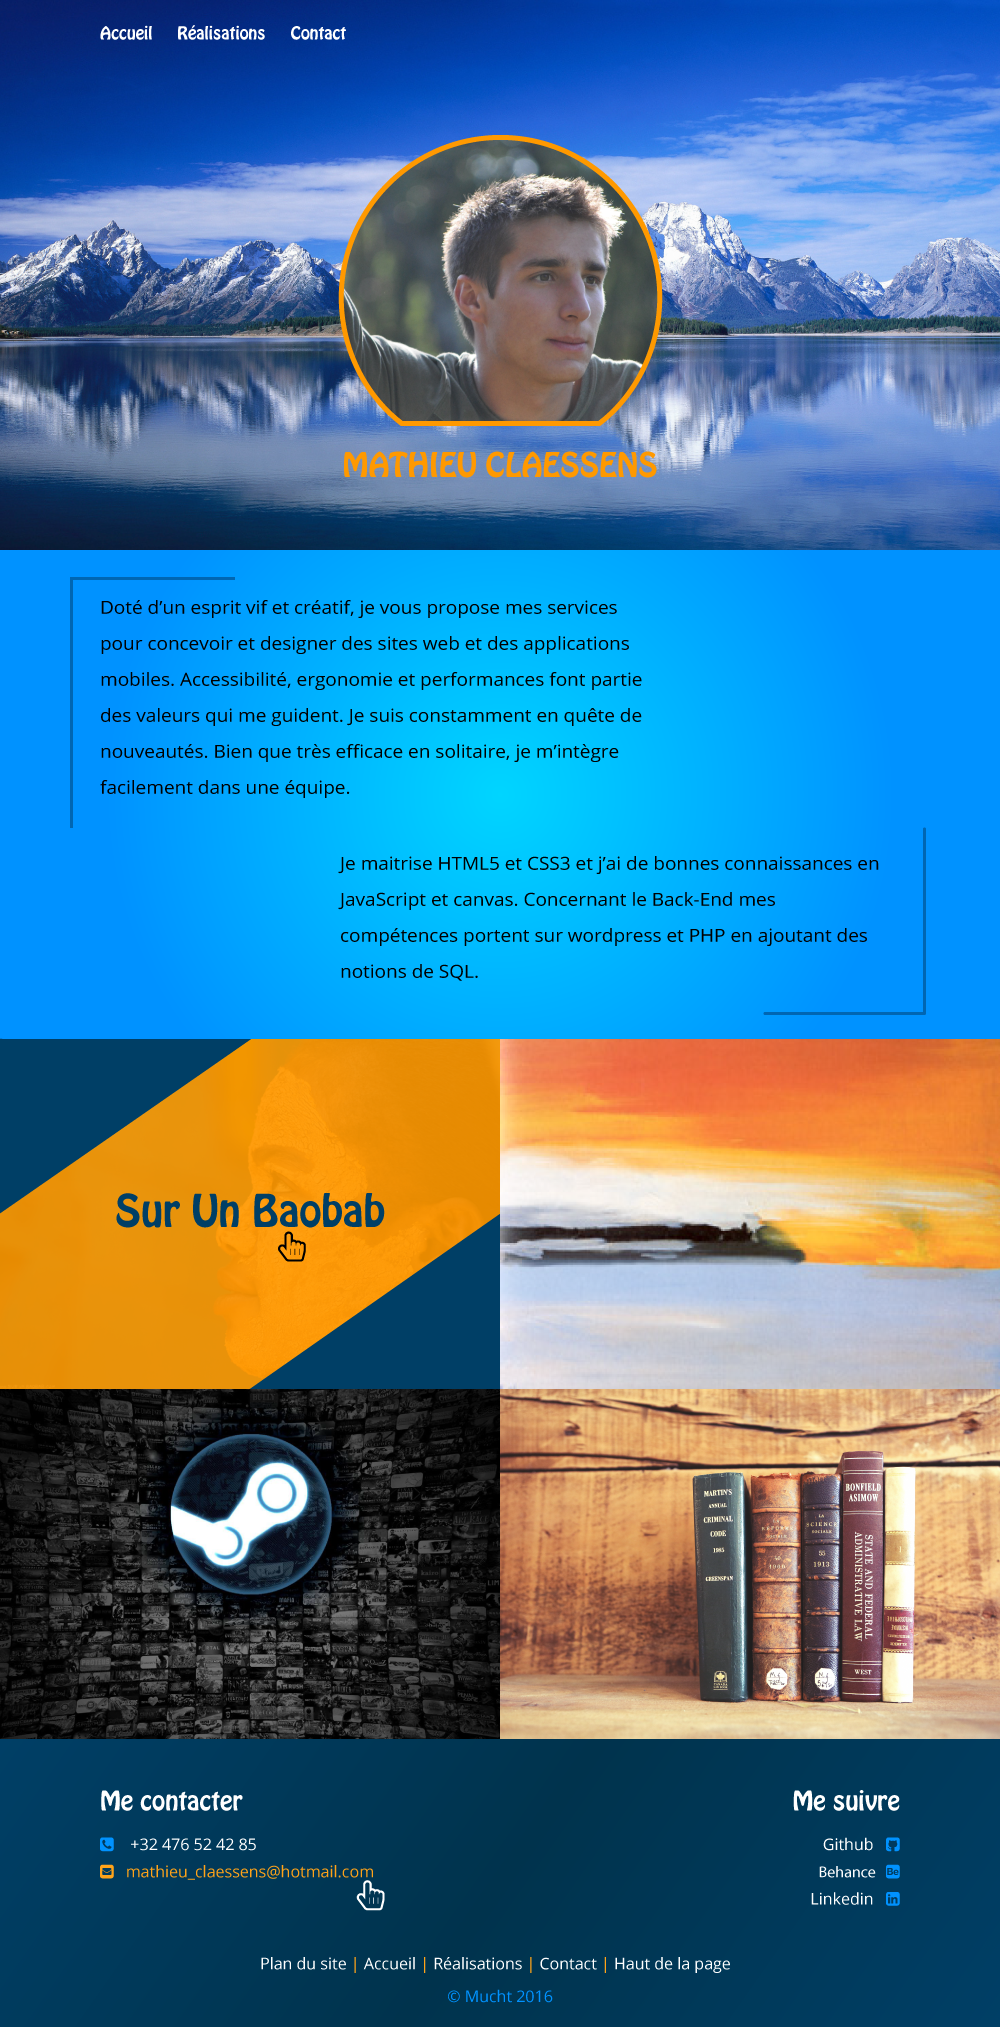 Accueil Réalisations Contact
MATHIEU CLAESSENS
Doté d’un esprit vif et créatif, je vous propose mes services
pour concevoir et designer des sites web et des applications
mobiles. Accessibilité, ergonomie et performances font partie
des valeurs qui me guident. Je suis constamment en quête de
nouveautés. Bien que très efficace en solitaire, je m’intègre
facilement dans une équipe.
Je maitrise HTML5 et CSS3 et j’ai de bonnes connaissances en
JavaScript et canvas. Concernant le Back-End mes
compétences portent sur wordpress et PHP en ajoutant des
notions de SQL.
Sur Un Baobab
MARTIN'S
ANNUAL
CRIMINAL
CODE
1985
GREENSPAN
LA
SCIENCE
SOCIALE
55
1913
BONFIELD
ASIMOW
STATE AND FEDERAL
ADMINISTRATIVE LAW
WEST
Me contacter
+32 476 52 42 85
mathieu_claessens@hotmail.com
Me suivre
Github
Behance Be
Linkedin in
Plan du site | Accueil | Réalisations | Contact | Haut de la page
© Mucht 2016